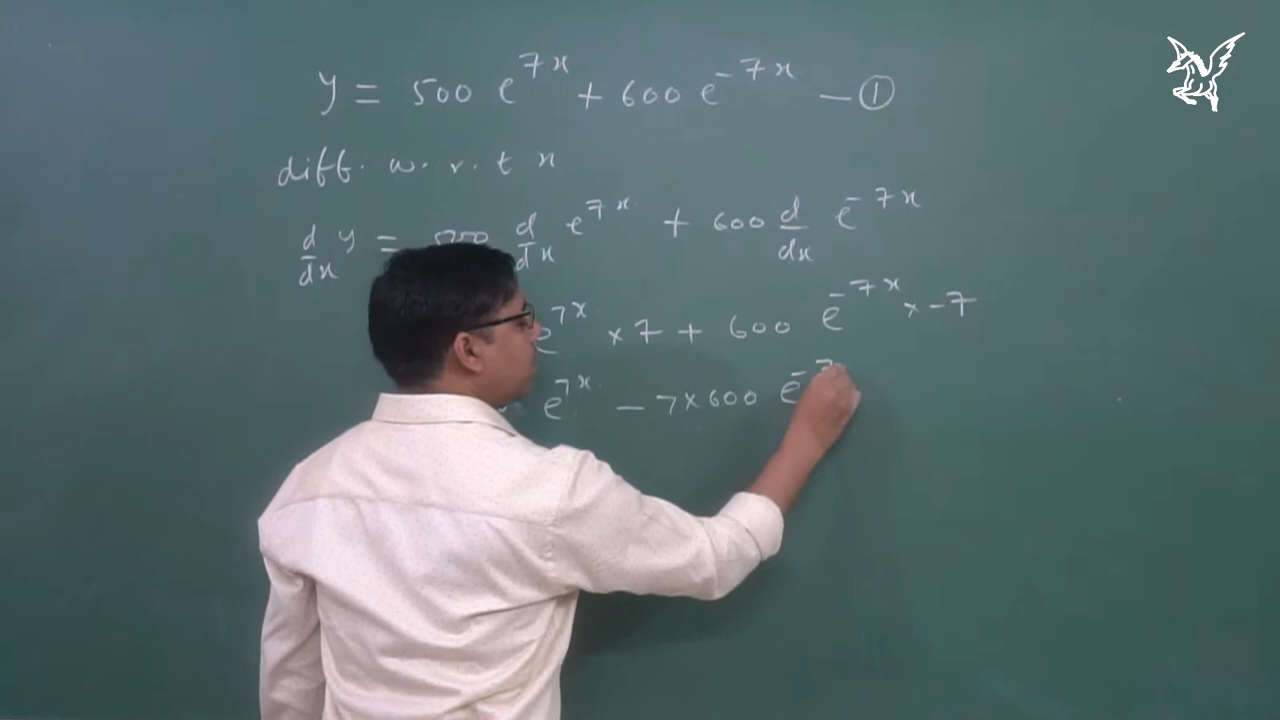 y = 500 e^{7x} + 600 e^{-7x} — ①
diff. w. r. t x
d/dx y = 500 d/dx e^{7x} + 600 d/dx e^{-7x}
e^{7x} × 7 + 600 e^{-7x} × -7
e^{7x} - 7×600 e^{-7